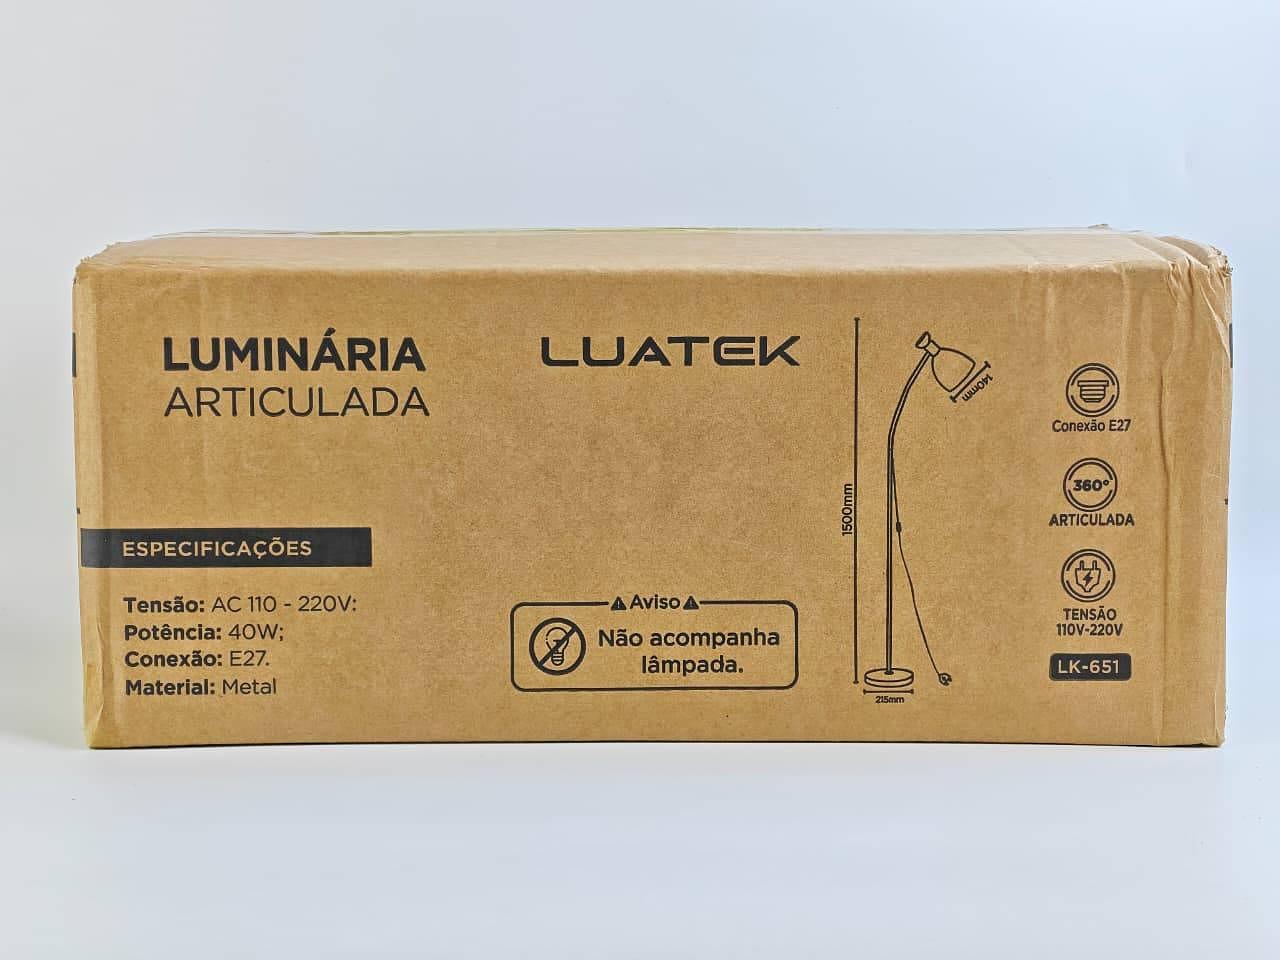 LUMINÁRIA
ARTICULADA
LUATEK
ESPECIFICAÇÕES
Tensão: AC 110 - 220V:
Potência: 40W;
Conexão: E27.
Material: Metal
Aviso
Não acompanha
lâmpada.
1500mm
140mm
215mm
Conexão E27
360°
ARTICULADA
TENSÃO
110V-220V
LK-651